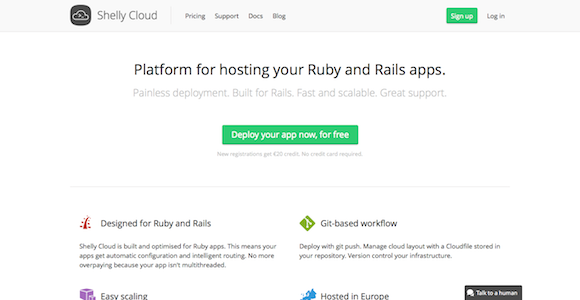 Shelly Cloud Pricing Support Docs Blog Sign up Log in
Platform for hosting your Ruby and Rails apps.
Painless deployment. Built for Rails. Fast and scalable. Great support.
Deploy your app now, for free
New registrations get €20 credit. No credit card required.
Designed for Ruby and Rails
Shelly Cloud is built and optimised for Ruby apps. This means your
apps get automatic configuration and intelligent routing. No more
overpaying because your app isn't multithreaded.
Git-based workflow
Deploy with git push. Manage cloud layout with a Cloudfile stored in
your repository. Version control your infrastructure.
Easy scaling
Hosted in Europe
Talk to a human